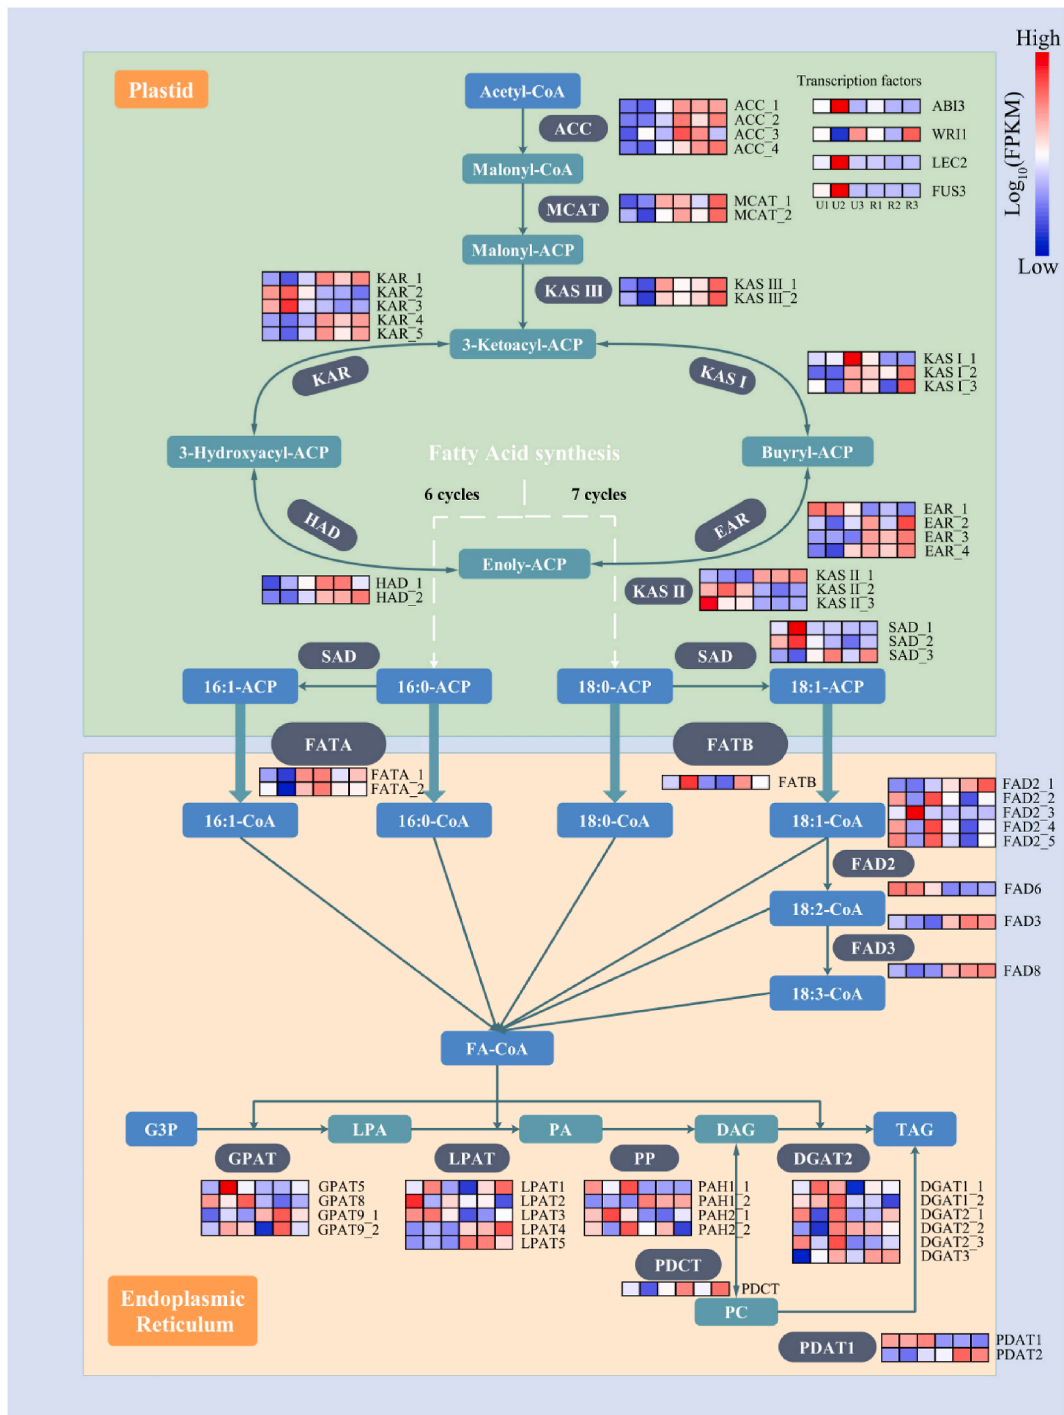 High
Log10(FPKM)
Low
Plastid
Acetyl-CoA
ACC
ACC_1
ACC_2
ACC_3
ACC_4
Transcription factors
ABI3
WRI1
LEC2
FUS3
U1 U2 U3 R1 R2 R3
Malonyl-CoA
MCAT
MCAT_1
MCAT_2
Malonyl-ACP
KAS III
KAS III_1
KAS III_2
KAR_1
KAR_2
KAR_3
KAR_4
KAR_5
3-Ketoacyl-ACP
KAR
KAS I
KAS I_1
KAS I_2
KAS I_3
3-Hydroxyacyl-ACP
Fatty Acid synthesis
Buyryl-ACP
6 cycles
7 cycles
HAD
EAR
EAR_1
EAR_2
EAR_3
EAR_4
Enoly-ACP
HAD_1
HAD_2
KAS II
KAS II_1
KAS II_2
KAS II_3
SAD
SAD
SAD_1
SAD_2
SAD_3
16:1-ACP
16:0-ACP
18:0-ACP
18:1-ACP
FATA
FATA_1
FATA_2
FATB
FATB
16:1-CoA
16:0-CoA
18:0-CoA
18:1-CoA
FAD2_1
FAD2_2
FAD2_3
FAD2_4
FAD2_5
FAD2
FAD6
18:2-CoA
FAD3
FAD3
FAD8
18:3-CoA
FA-CoA
G3P
LPA
PA
DAG
TAG
GPAT
LPAT
PP
DGAT2
GPAT5
GPAT8
GPAT9_1
GPAT9_2
LPAT1
LPAT2
LPAT3
LPAT4
LPAT5
PAH1_1
PAH1_2
PAH2_1
PAH2_2
DGAT1_1
DGAT1_2
DGAT2_1
DGAT2_2
DGAT2_3
DGAT3
PDCT
PDCT
PC
Endoplasmic
Reticulum
PDAT1
PDAT1
PDAT2